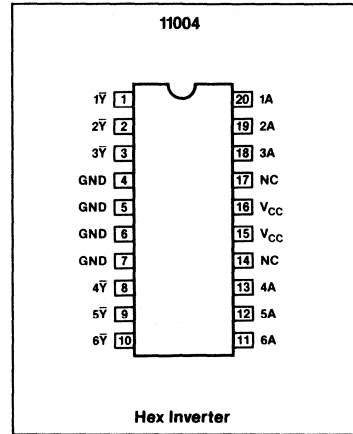 11004
1Y̅ 1 20 1A
2Y̅ 2 19 2A
3Y̅ 3 18 3A
GND 4 17 NC
GND 5 16 VCC
GND 6 15 VCC
GND 7 14 NC
4Y̅ 8 13 4A
5Y̅ 9 12 5A
6Y̅ 10 11 6A
Hex Inverter